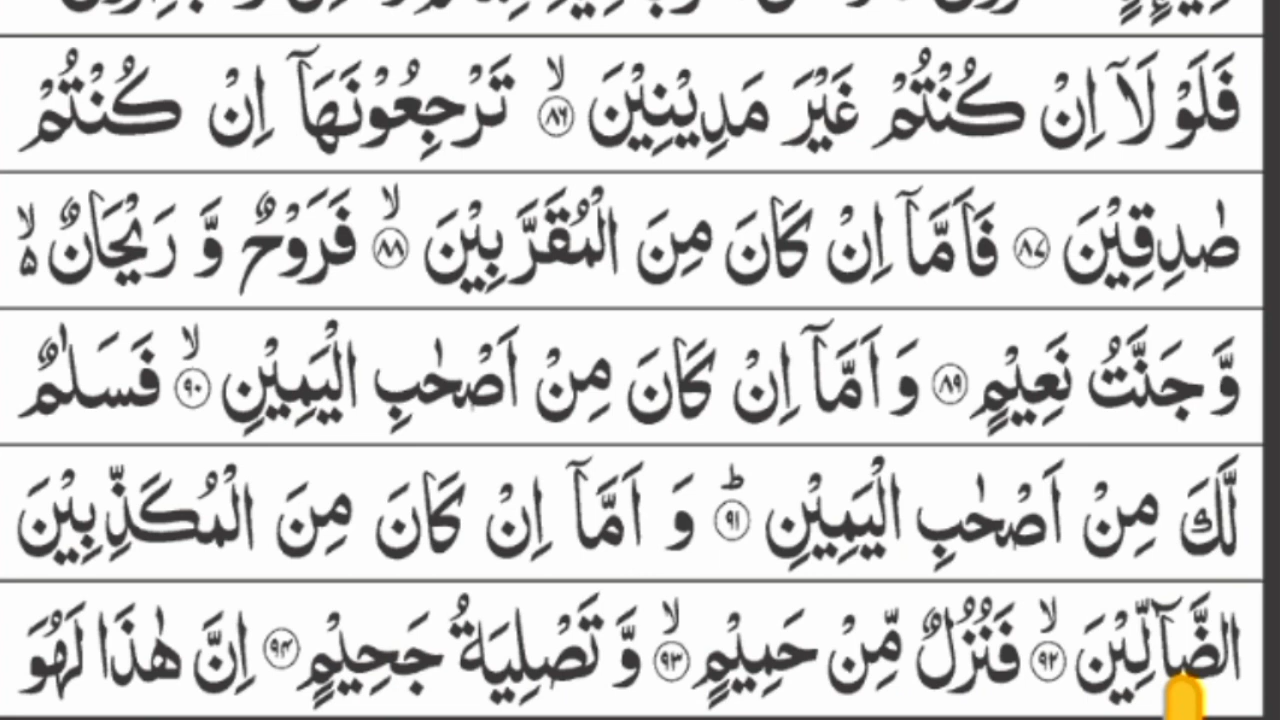 فَلَوْ لَاۤ اِنْ كُنْتُمْ غَیْرَ مَدِیْنِیْنَ ۙ﴿۸۶﴾ تَرْجِعُوْنَهَاۤ اِنْ كُنْتُمْ
صٰدِقِیْنَ ﴿۸۷﴾ فَاَمَّاۤ اِنْ كَانَ مِنَ الْمُقَرَّبِیْنَ ۙ﴿۸۸﴾ فَرَوْحٌ وَّ رَیْحَانٌ ۙ۬
وَّ جَنَّتُ نَعِیْمٍ ﴿۸۹﴾ وَ اَمَّاۤ اِنْ كَانَ مِنْ اَصْحٰبِ الْیَمِیْنِ ۙ﴿۹۰﴾ فَسَلٰمٌ
لَّكَ مِنْ اَصْحٰبِ الْیَمِیْنِ ؕ﴿۹۱﴾ وَ اَمَّاۤ اِنْ كَانَ مِنَ الْمُكَذِّبِیْنَ
الضَّآلِّیْنَ ۙ﴿۹۲﴾ فَنُزُلٌ مِّنْ حَمِیْمٍ ۙ﴿۹۳﴾ وَّ تَصْلِیَةُ جَحِیْمٍ ﴿۹۴﴾ اِنَّ هٰذَا لَهُوَ